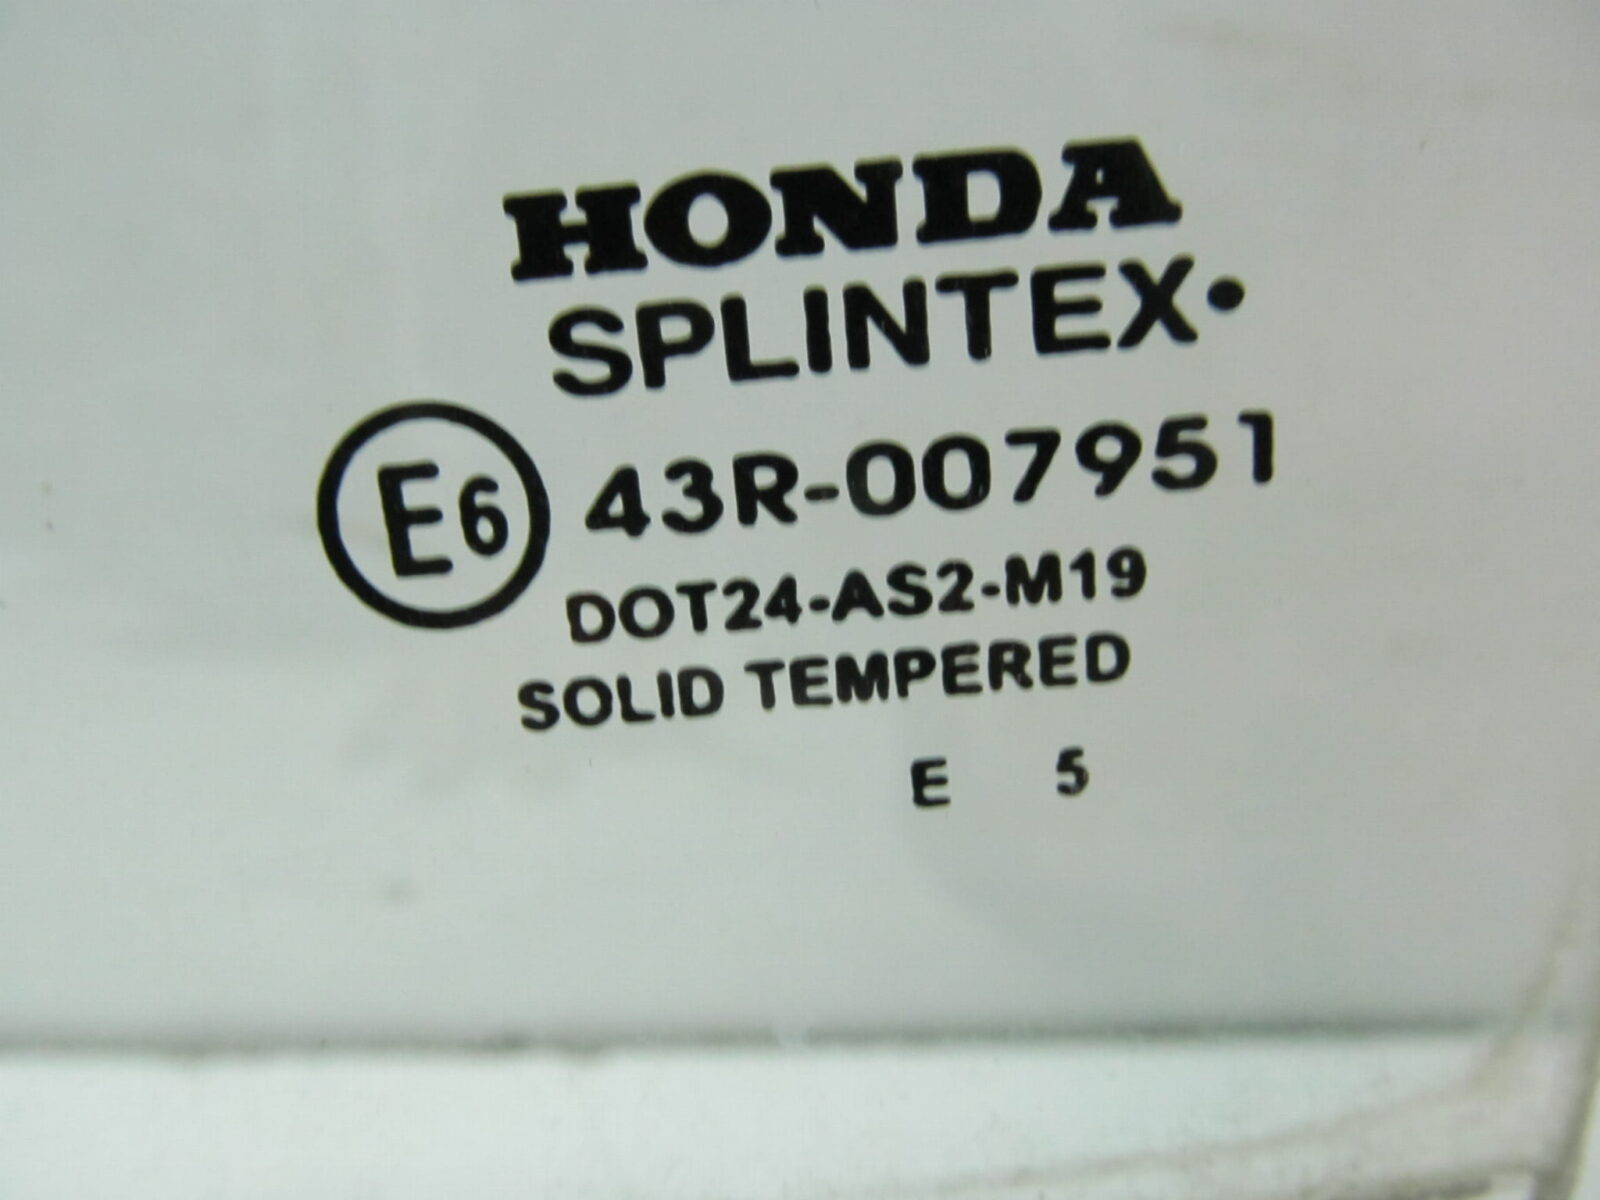 HONDA
SPLINTEX•
E6 43R-007951
DOT24-AS2-M19
SOLID TEMPERED
E 5